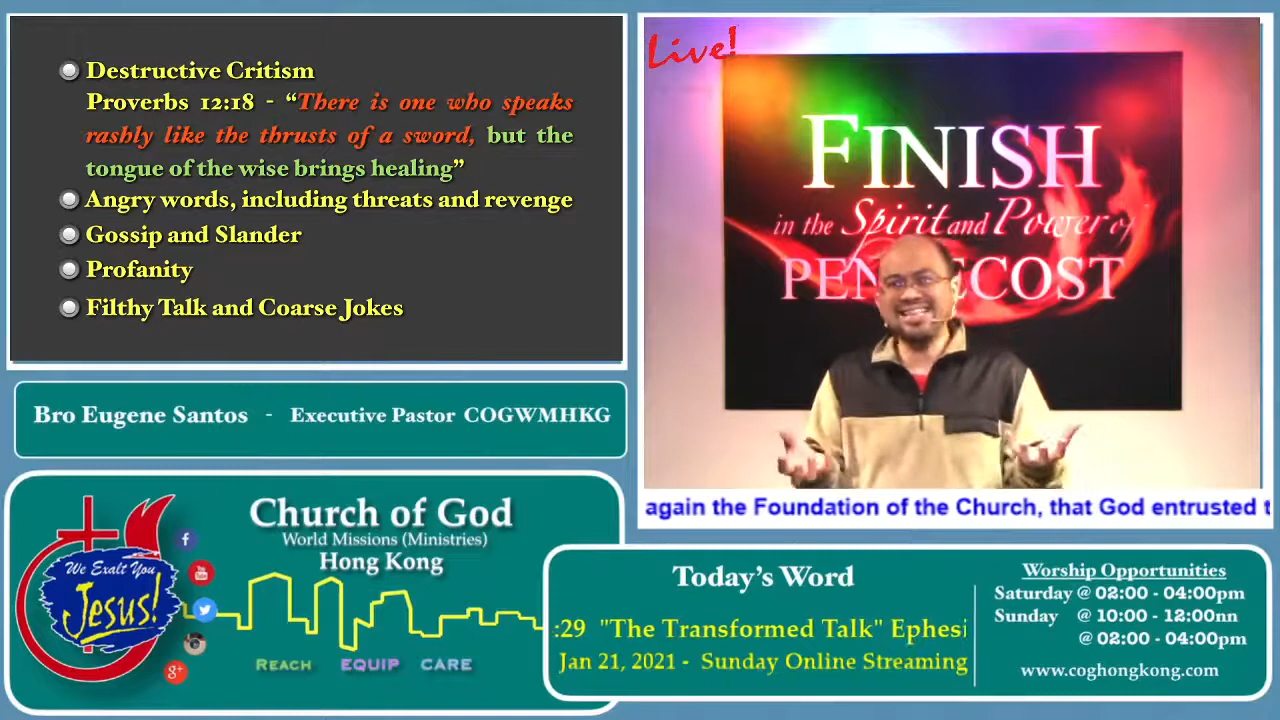 Destructive Critism
Proverbs 12:18 - “There is one who speaks
rashly like the thrusts of a sword, but the
tongue of the wise brings healing”
Angry words, including threats and revenge
Gossip and Slander
Profanity
Filthy Talk and Coarse Jokes
Live!
FINISH
in the Spirit and Power of
PENTECOST
again the Foundation of the Church, that God entrusted t
Bro Eugene Santos - Executive Pastor COGWMHKG
We Exalt You
Jesus!
Church of God
World Missions (Ministries)
Hong Kong
REACH EQUIP CARE
Today's Word
:29 "The Transformed Talk" Ephesi
Jan 21, 2021 - Sunday Online Streaming
Worship Opportunities
Saturday @ 02:00 - 04:00pm
Sunday @ 10:00 - 12:00nn
@ 02:00 - 04:00pm
www.coghongkong.com